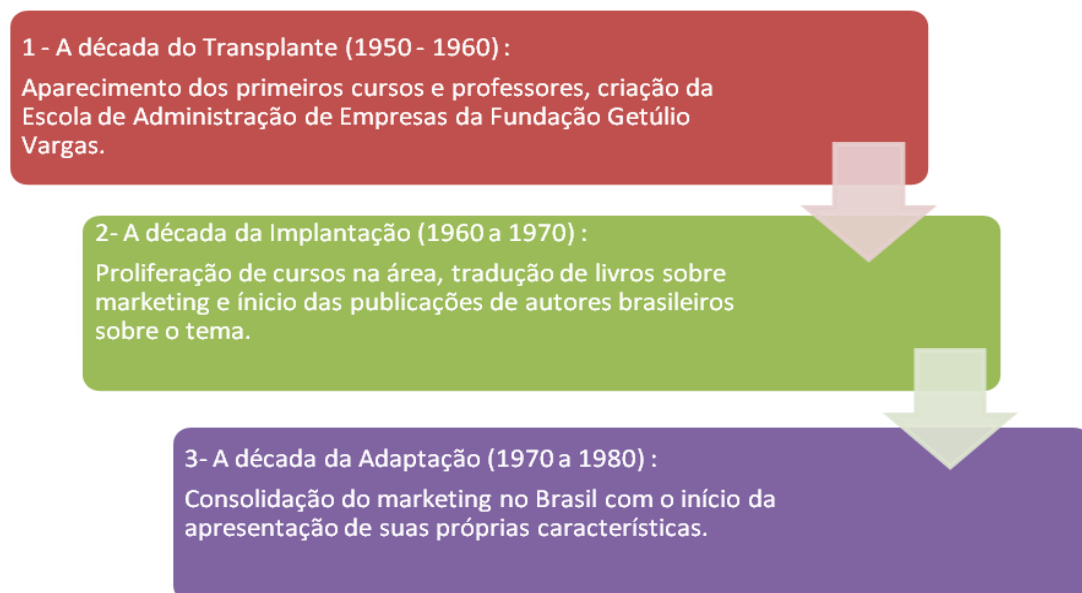 1 - A década do Transplante (1950 - 1960) :
Aparecimento dos primeiros cursos e professores, criação da
Escola de Administração de Empresas da Fundação Getúlio
Vargas.
2- A década da Implantação (1960 a 1970) :
Proliferação de cursos na área, tradução de livros sobre
marketing e ínicio das publicações de autores brasileiros
sobre o tema.
3- A década da Adaptação (1970 a 1980) :
Consolidação do marketing no Brasil com o início da
apresentação de suas próprias característificas.